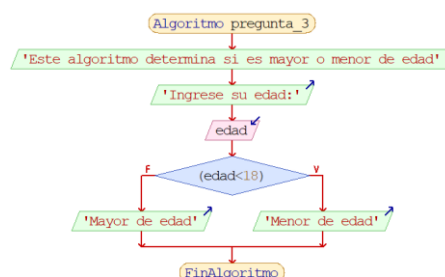 Algoritmo pregunta_3
'Este algoritmo determina si es mayor o menor de edad'
'Ingrese su edad:'
edad
F
V
(edad<18)
'Mayor de edad'
'Menor de edad'
FinAlgoritmo